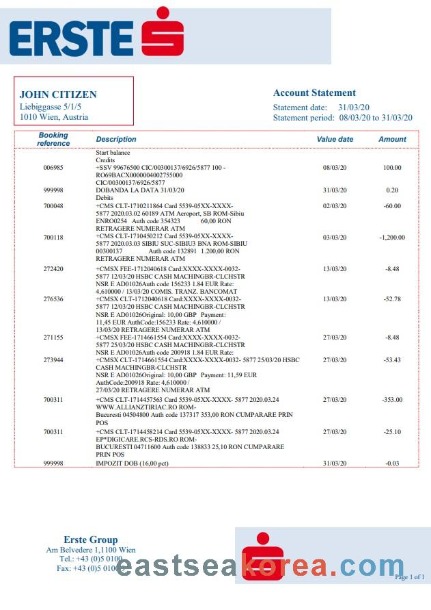 ERSTE
JOHN CITIZEN
Liebiggasse 5/1/5
1010 Wien, Austria
Account Statement
Statement date: 31/03/20
Statement period: 08/03/20 to 31/03/20
Booking reference Description Value date Amount
Start balance
Credits
006985 +SSV 99676500 CIC/00300137/6926/5877 100 - 08/03/20 100.00
RO69BACX0000004002755000
CIC/00300137/6926/5877
999998 DOBANDA LA DATA 31/03/20 31/03/20 0.20
Debits
700048 +CMS CLT-1710211864 Card 5539-05XX-XXXX- 02/03/20 -60.00
5877 2020.03.02 60189 ATM Aeroport, SB ROM-Sibiu
ENRO0254 Auth code 354323 60,00 RON
RETRAGERE NUMERAR ATM
700118 +CMS CLT-1710450212 Card 5539-05XX-XXXX- 03/03/20 -1,200.00
5877 2020.03.03 SIBIU SUC-SIBIU3 BNA ROM-SIBIU
00300137 Auth code 132891 1.200,00 RON
RETRAGERE NUMERAR ATM
272420 +CMSX FEE-1712040618 Card:XXXX-XXXX-0032- 13/03/20 -8.48
5877 12/03/20 HSBC CASH MACHINGBR-CLCHSTR
NSR E AD01026Auth code 156233 1.84 EUR Rate:
4,610000 / 13/03/20 COMIS. TRANZ. BANCOMAT
276536 +CMSX CLT-1712040618 Card:XXXX-XXXX-0032- 13/03/20 -52.78
5877 12/03/20 HSBC CASH MACHINGBR-CLCHSTR
NSR E AD01026Original: 10,00 GBP Payment:
11,45 EUR AuthCode:156233 Rate: 4,610000 /
13/03/20 RETRAGERE NUMERAR ATM
271155 +CMSX FEE-1714661554 Card:XXXX-XXXX-0032- 27/03/20 -8.48
5877 25/03/20 HSBC CASH MACHINGBR-CLCHSTR
NSR E AD01026Auth code 200918 1.84 EUR Rate:
273944 +CMSX CLT-1714661554 Card:XXXX-XXXX-0032- 5877 25/03/20 HSBC 27/03/20 -53.43
CASH MACHINGBR-CLCHSTR
NSR E AD01026Original: 10,00 GBP Payment: 11,59 EUR
AuthCode:200918 Rate: 4,610000 /
27/03/20 RETRAGERE NUMERAR ATM
700311 +CMS CLT-1714457563 Card 5539-05XX-XXXX- 5877 2020.03.24 27/03/20 -353.00
WWW.ALLIANZTIRIAC.RO ROM-
Bucuresti 04504800 Auth code 137317 353,00 RON CUMPARARE PRIN
POS
700311 +CMS CLT-1714458214 Card 5539-05XX-XXXX- 5877 2020.03.24 27/03/20 -25.10
EP*DIGICARE.RCS-RDS.RO ROM-
BUCURESTI 04711600 Auth code 138833 25,10 RON CUMPARARE
PRIN POS
999998 IMPOZIT DOB (16,00 pct) 31/03/20 -0.03
Erste Group
Am Belvedere 1,1100 Wien
Tel.: +43 (0)5 0100
Fax: +43 (0)5 0100
Page 1 of 1
eastseakorea.com